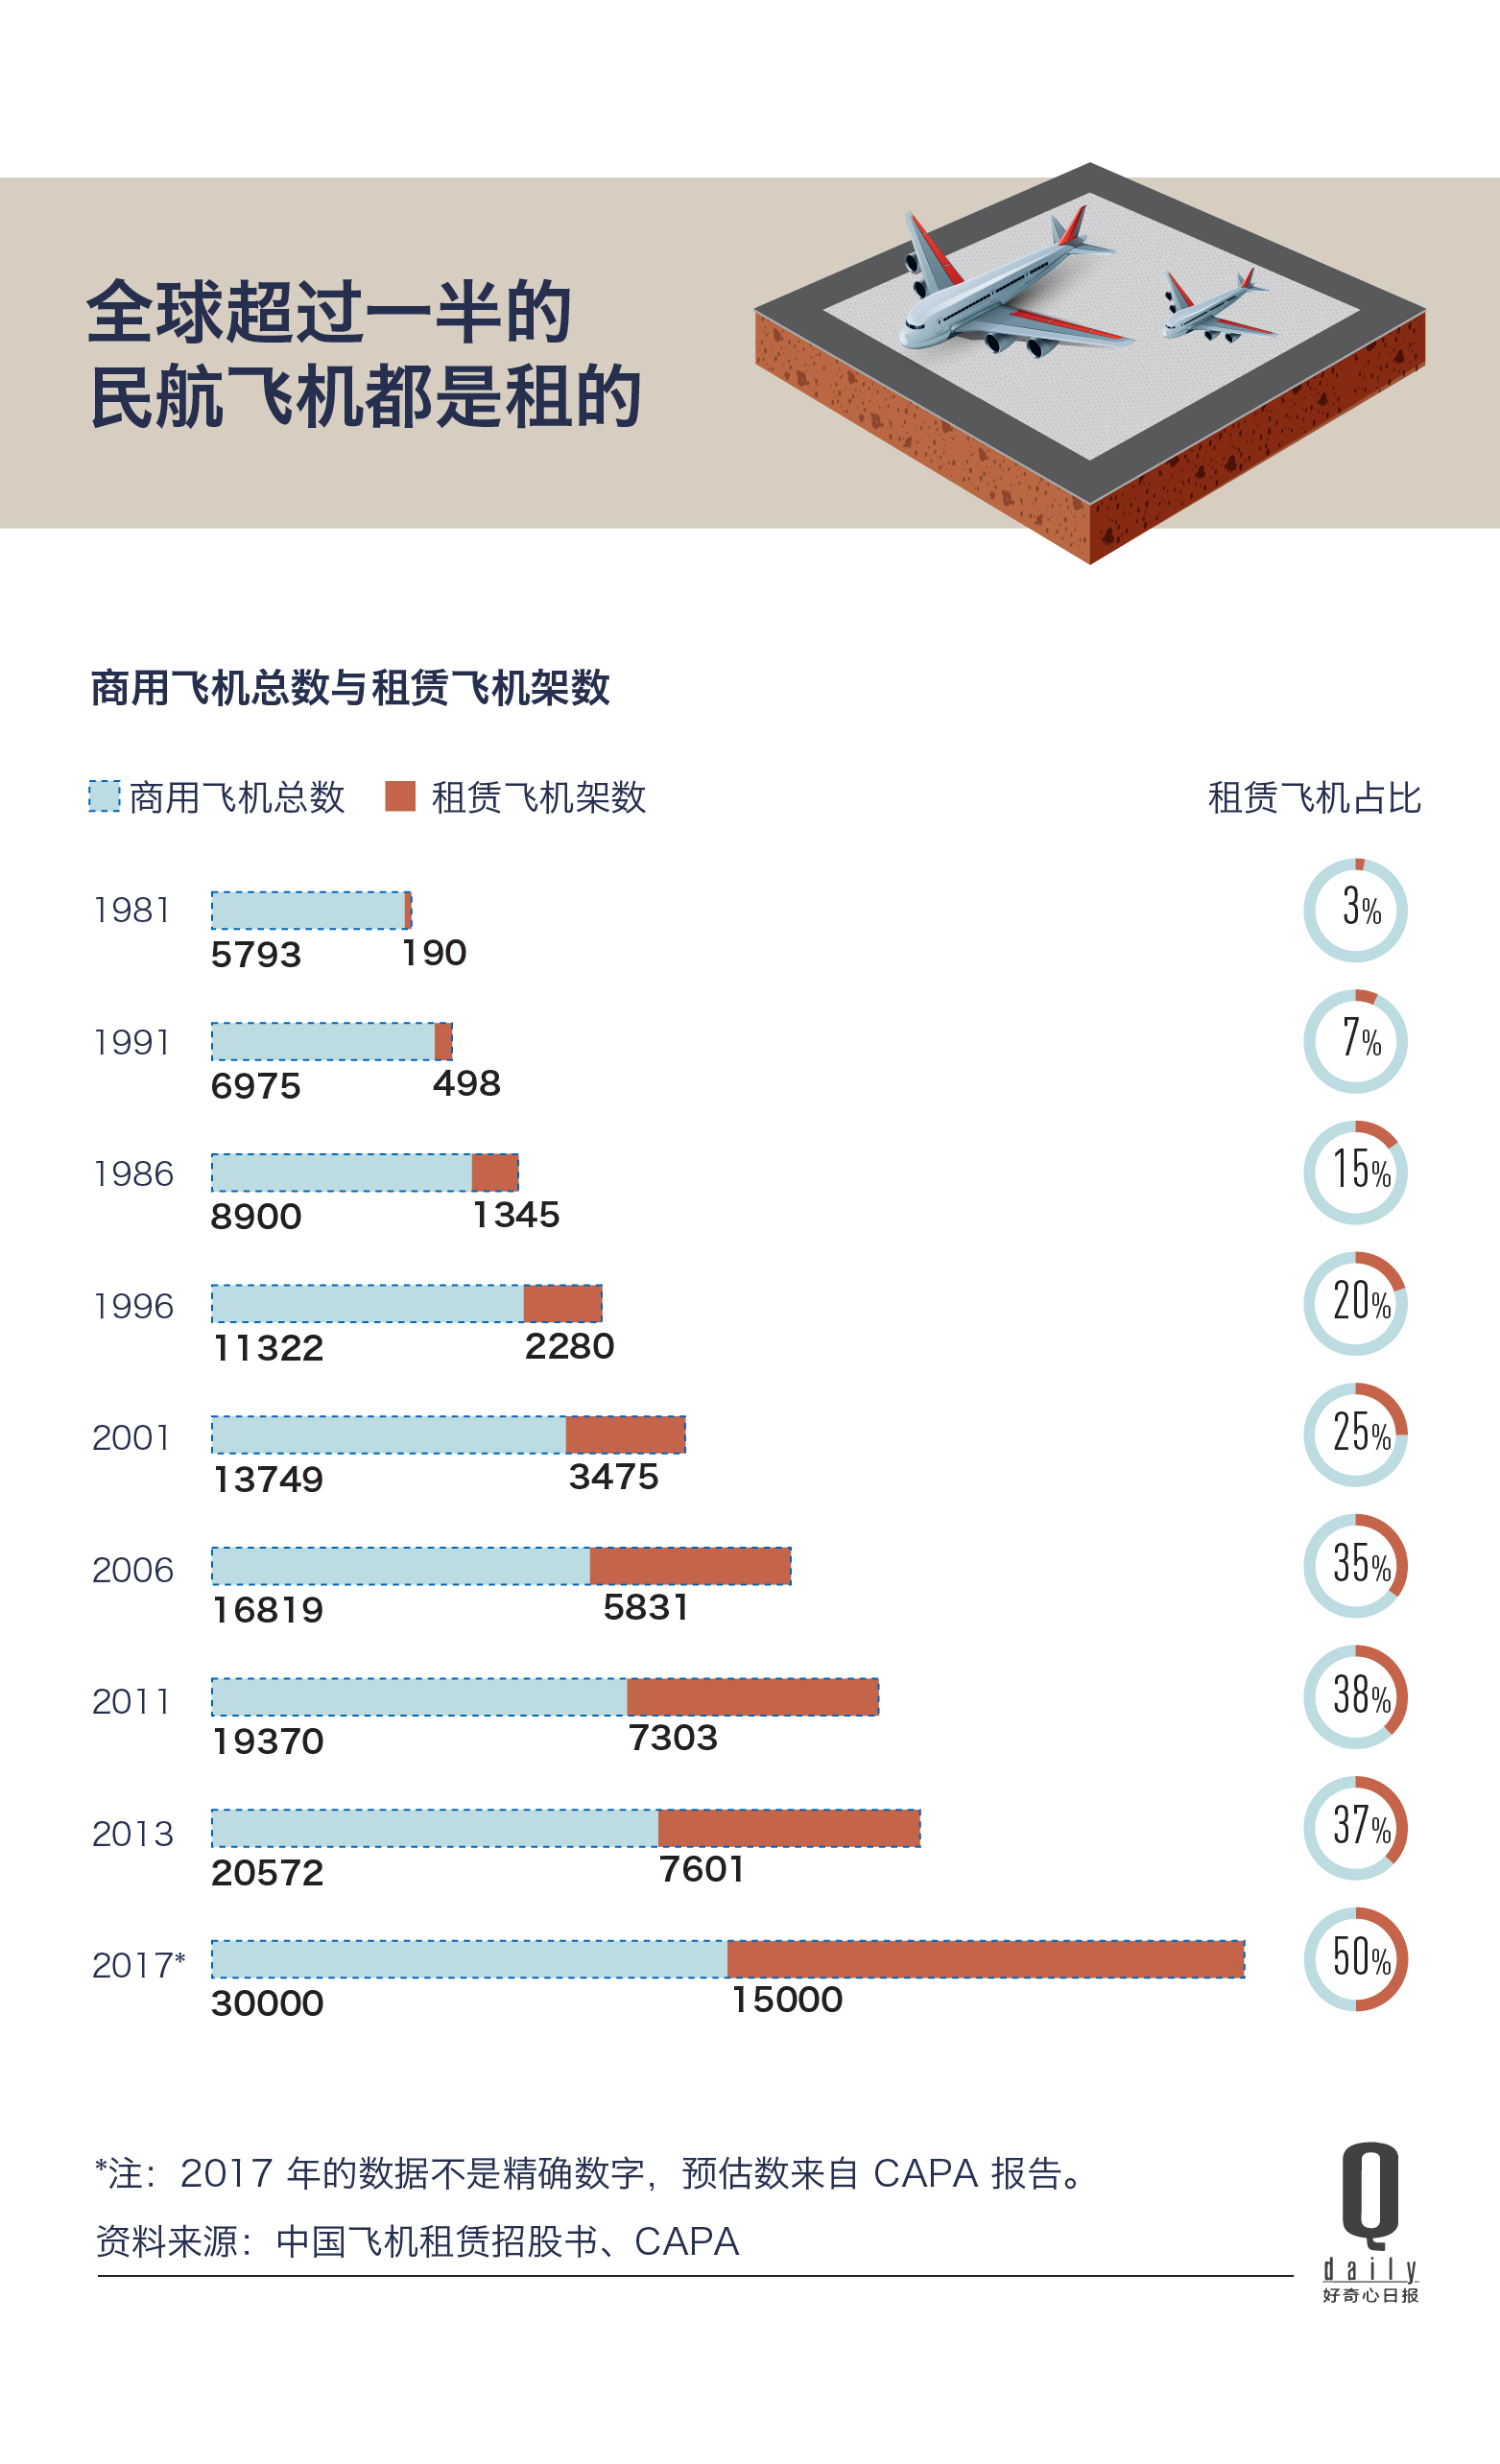 全球超过一半的
民航飞机都是租的
商用飞机总数与租赁飞机架数
商用飞机总数 租赁飞机架数 租赁飞机占比
1981 5793 190 3%
1991 6975 498 7%
1986 8900 1345 15%
1996 11322 2280 20%
2001 13749 3475 25%
2006 16819 5831 35%
2011 19370 7303 38%
2013 20572 7601 37%
2017* 30000 15000 50%
*注：2017 年的数据不是精确数字，预估数来自 CAPA 报告。
资料来源：中国飞机租赁招股书、CAPA
Q
daily
好奇心日报